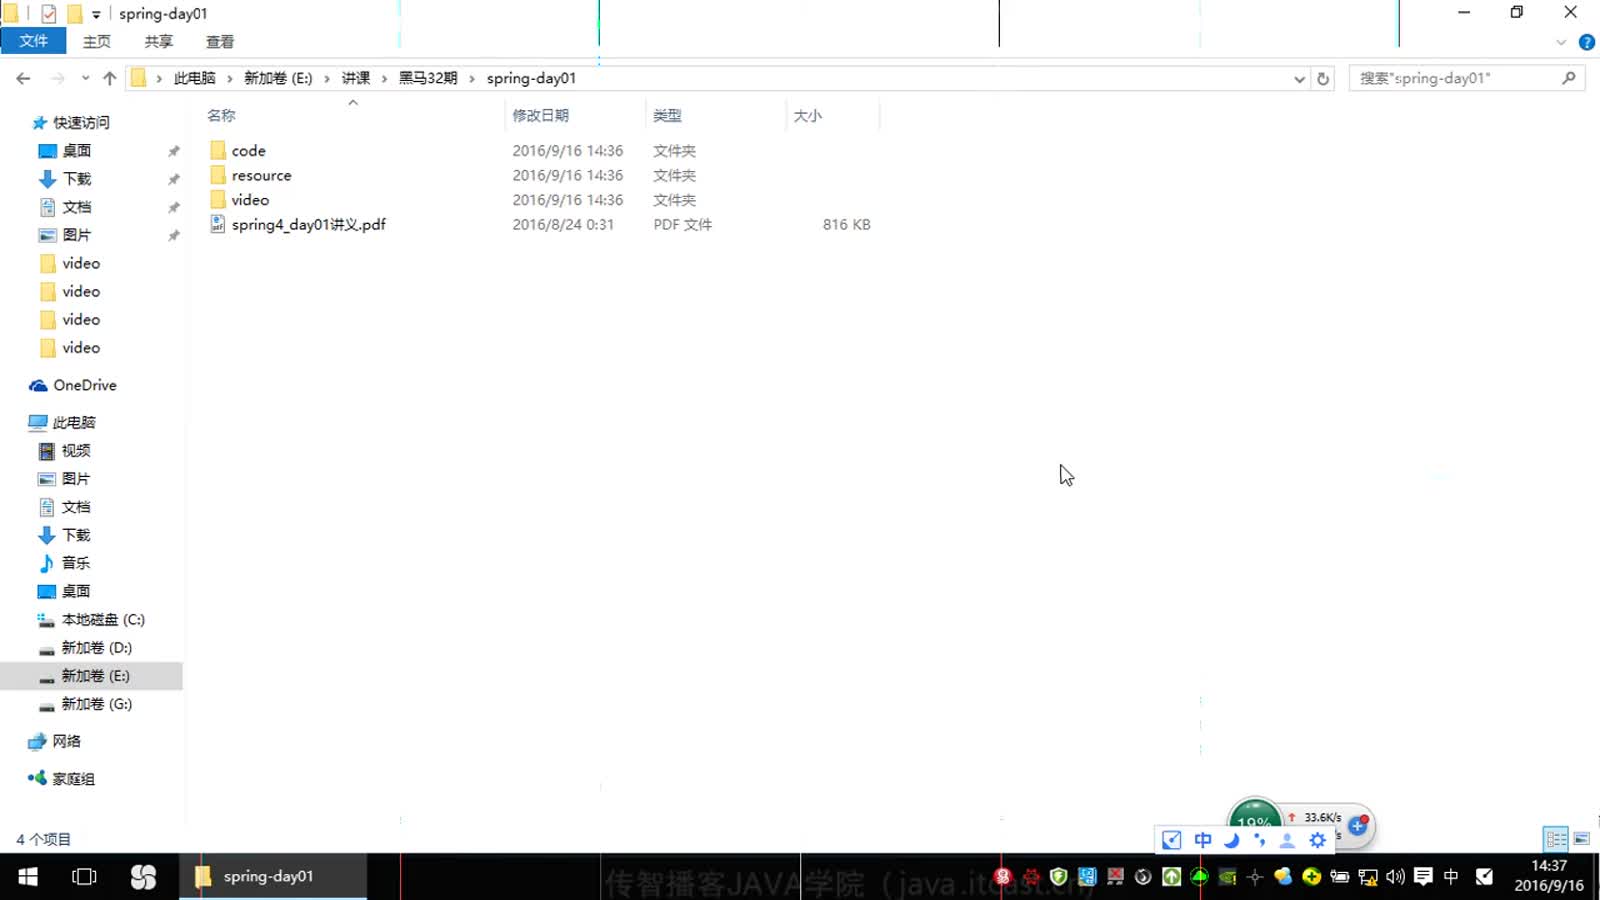 spring-day01
文件 主页 共享 查看
此电脑 新加卷 (E:) 讲课 黑马32期 spring-day01
搜索"spring-day01"
名称 修改日期 类型 大小
code 2016/9/16 14:36 文件夹
resource 2016/9/16 14:36 文件夹
video 2016/9/16 14:36 文件夹
spring4_day01讲义.pdf 2016/8/24 0:31 PDF 文件 816 KB
快速访问
桌面
下载
文档
图片
video
video
video
video
OneDrive
此电脑
视频
图片
文档
下载
音乐
桌面
本地磁盘 (C:)
新加卷 (D:)
新加卷 (E:)
新加卷 (G:)
网络
家庭组
4 个项目
19%
33.6K/s
中
spring-day01
传智播客JAVA学院（java.itcast.cn）
中
14:37
2016/9/16